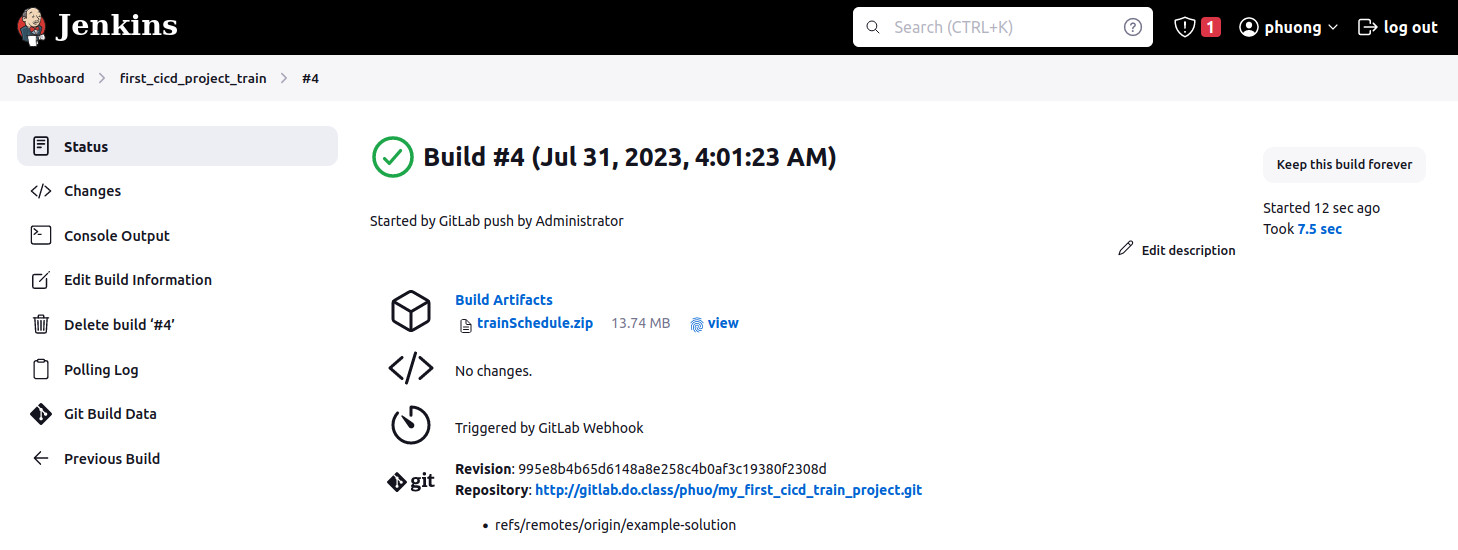 Jenkins
Search (CTRL+K)
1
phuong
log out
Dashboard
first_cicd_project_train
#4
Status
Changes
Console Output
Edit Build Information
Delete build ‘#4’
Polling Log
Git Build Data
Previous Build
Build #4 (Jul 31, 2023, 4:01:23 AM)
Keep this build forever
Started 12 sec ago
Took 7.5 sec
Started by GitLab push by Administrator
Edit description
Build Artifacts
trainSchedule.zip 13.74 MB view
No changes.
Triggered by GitLab Webhook
git
Revision: 995e8b4b65d6148a8e258c4b0af3c19380f2308d
Repository: http://gitlab.do.class/phuo/my_first_cicd_train_project.git
• refs/remotes/origin/example-solution